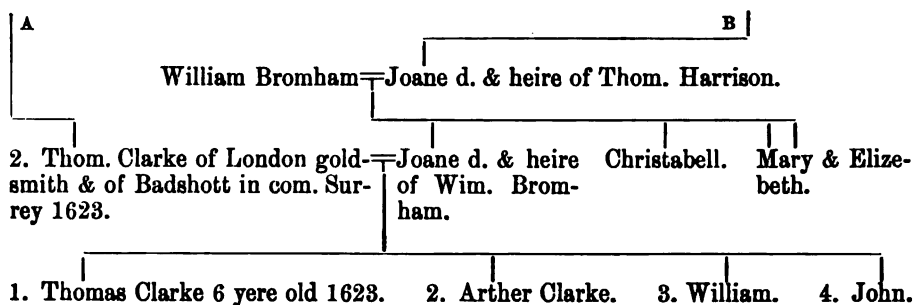 A B
William Bromham Joane d. & heire of Thom. Harrison.
2. Thom. Clarke of London gold- Joane d. & heire Christabell. Mary & Elize-
smith & of Badshott in com. Sur- of Wim. Brom- beth.
rey 1623. ham.
1. Thomas Clarke 6 yere old 1623. 2. Arther Clarke. 3. William. 4. John.